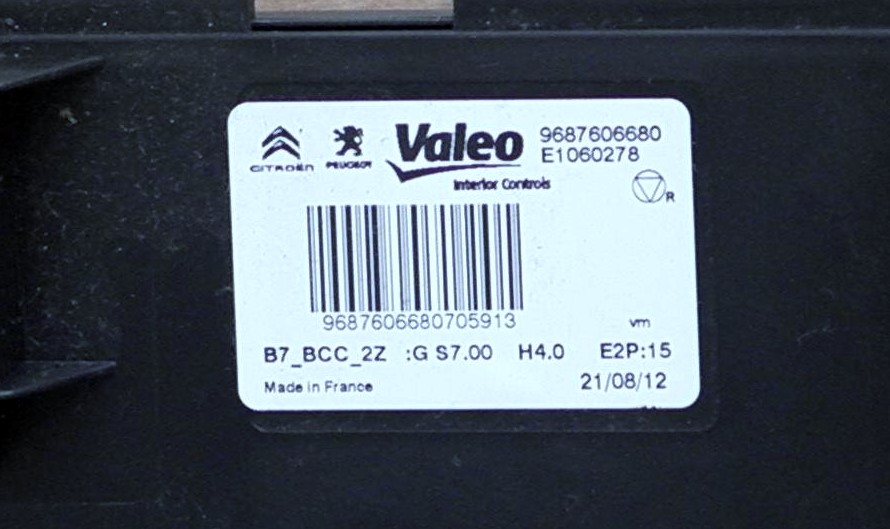 CITROËN PEUGEOT Valeo 9687606680
E1060278
Interior Controls
R
9687606680705913
vm
B7_BCC_2Z :G S7.00 H4.0 E2P:15
Made in France 21/08/12